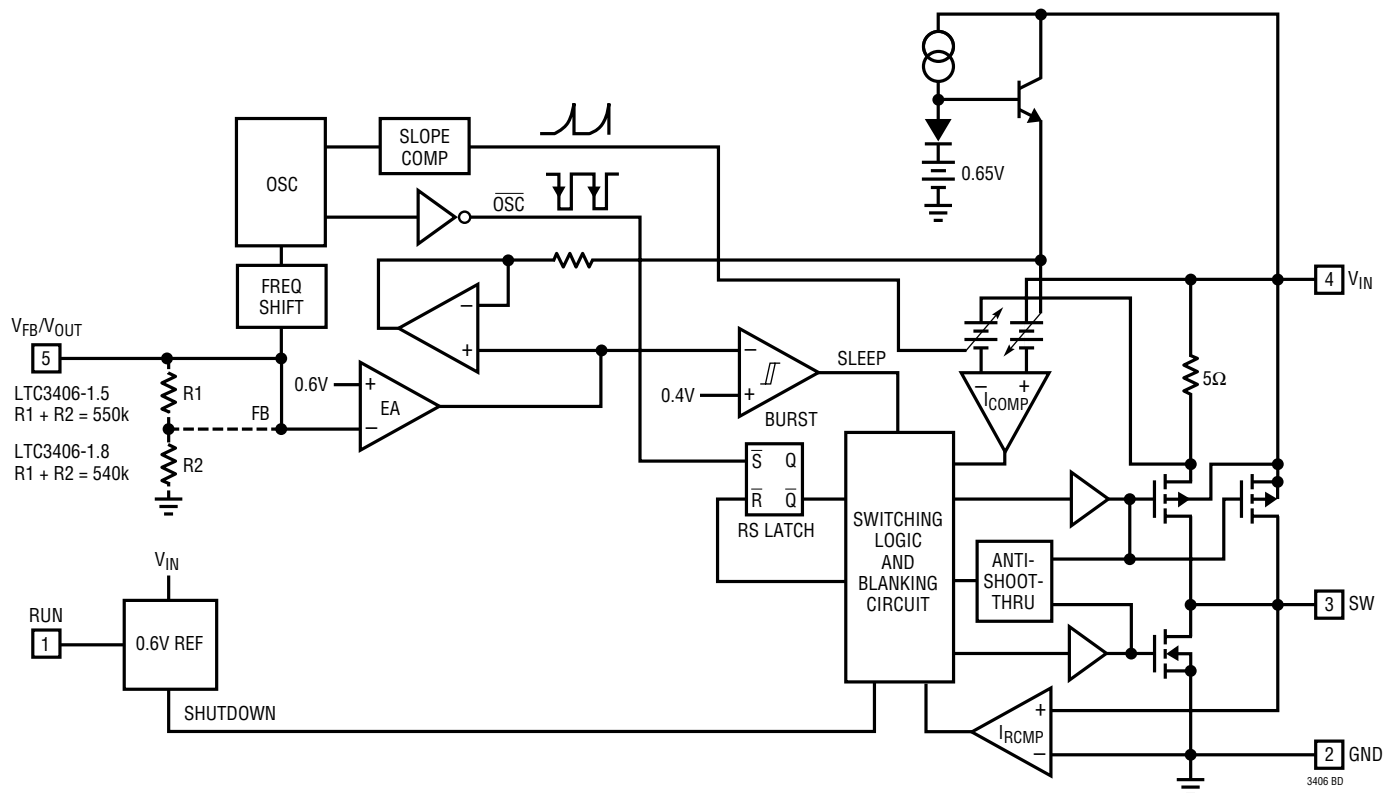 SLOPE
COMP
OSC
OSC
0.65V
FREQ
SHIFT
4
VIN
VFB/VOUT
5
LTC3406-1.5
R1 + R2 = 550k
R1
FB
LTC3406-1.8
R1 + R2 = 540k
R2
0.6V
+
EA
–
–
+
–
0.4V
+
BURST
SLEEP
– +
ICOMP
5Ω
S Q
R Q
RS LATCH
SWITCHING
LOGIC
AND
BLANKING
CIRCUIT
ANTI-
SHOOT-
THRU
3
SW
VIN
RUN
1
0.6V REF
SHUTDOWN
+
IRCMP
–
2
GND
3406 BD